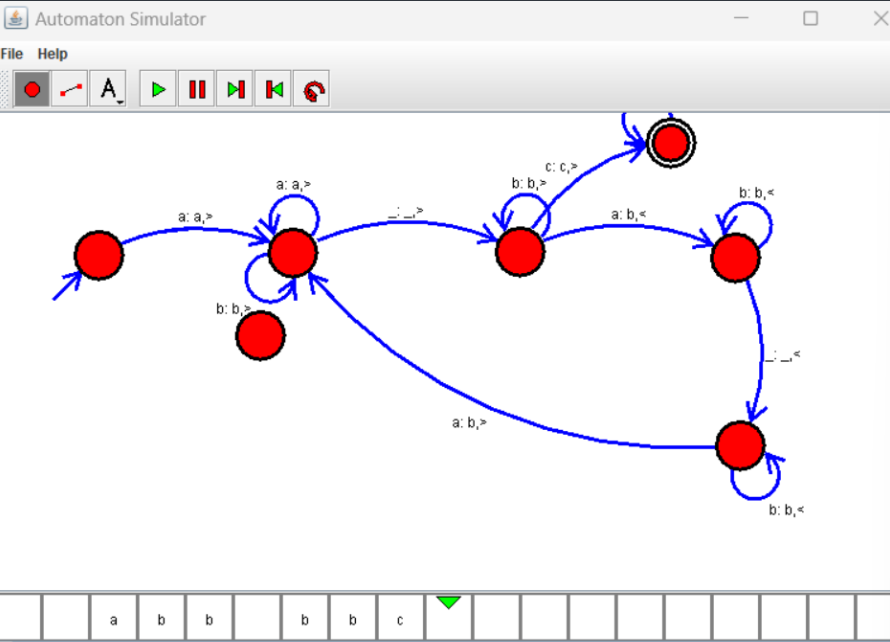 Automaton Simulator
File Help
A
c: c,>
a: a,>
b: b,>
b: b,<
a: a,>
_: _,>
a: b,<
b: b,>
_: _,<
a: b,>
b: b,<
a b b b b c